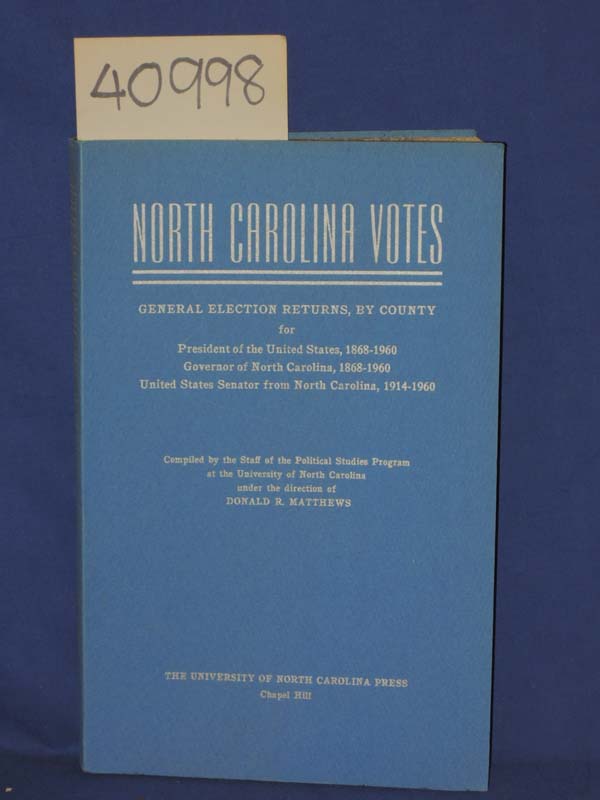 40998
NORTH CAROLINA VOTES
GENERAL ELECTION RETURNS, BY COUNTY
for
President of the United States, 1868-1960
Governor of North Carolina, 1868-1960
United States Senator from North Carolina, 1914-1960
Compiled by the Staff of the Political Studies Program
at the University of North Carolina
under the direction of
DONALD R. MATTHEWS
THE UNIVERSITY OF NORTH CAROLINA PRESS
Chapel Hill